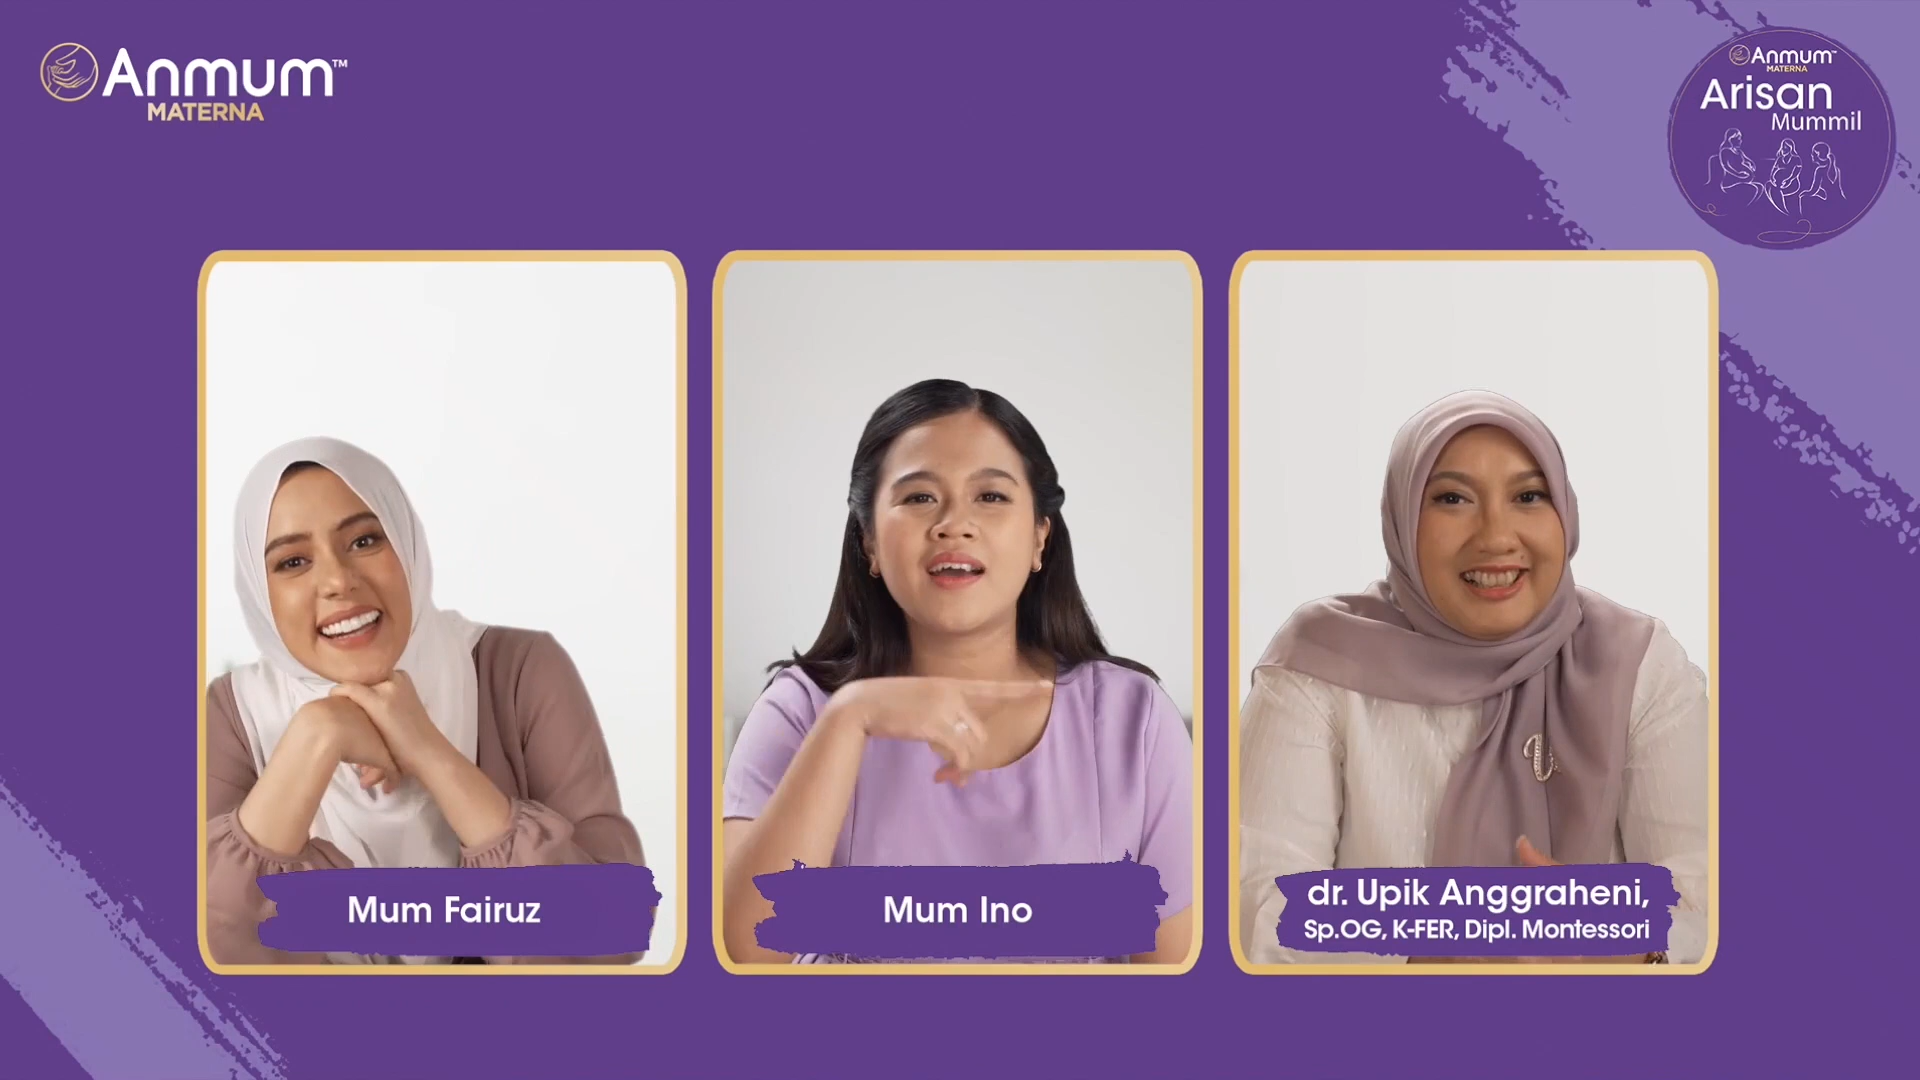 Anmum™
MATERNA
Anmum™
MATERNA
Arisan
Mummil
Mum Fairuz
Mum Ino
dr. Upik Anggraheni,
Sp.OG, K-FER, Dipl. Montessori